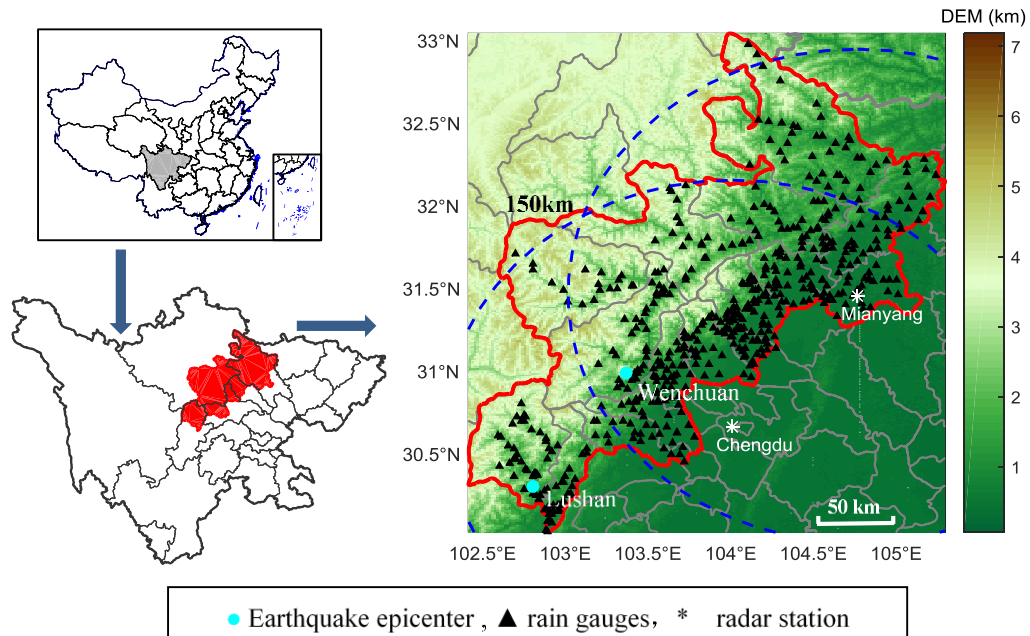 DEM (km)
33°N
32.5°N
32°N
31.5°N
31°N
30.5°N
150km
Mianyang
Wenchuan
Chengdu
Lushan
50 km
102.5°E
103°E
103.5°E
104°E
104.5°E
105°E
7
6
5
4
3
2
1
Earthquake epicenter , ▲ rain gauges， * radar station